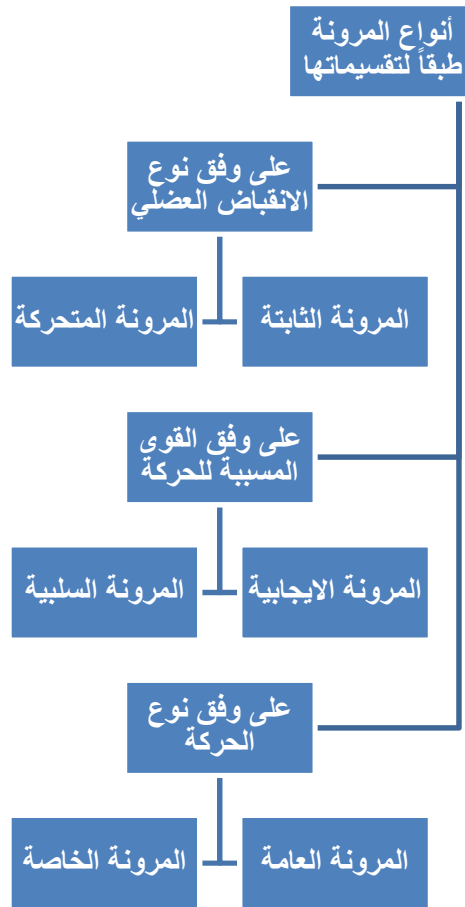 أنواع المرونة
طبقاً لتقسيماتها
على وفق نوع
الانقباض العضلي
المرونة الثابتة
المرونة المتحركة
على وفق القوى
المسببة للحركة
المرونة الايجابية
المرونة السلبية
على وفق نوع
الحركة
المرونة العامة
المرونة الخاصة